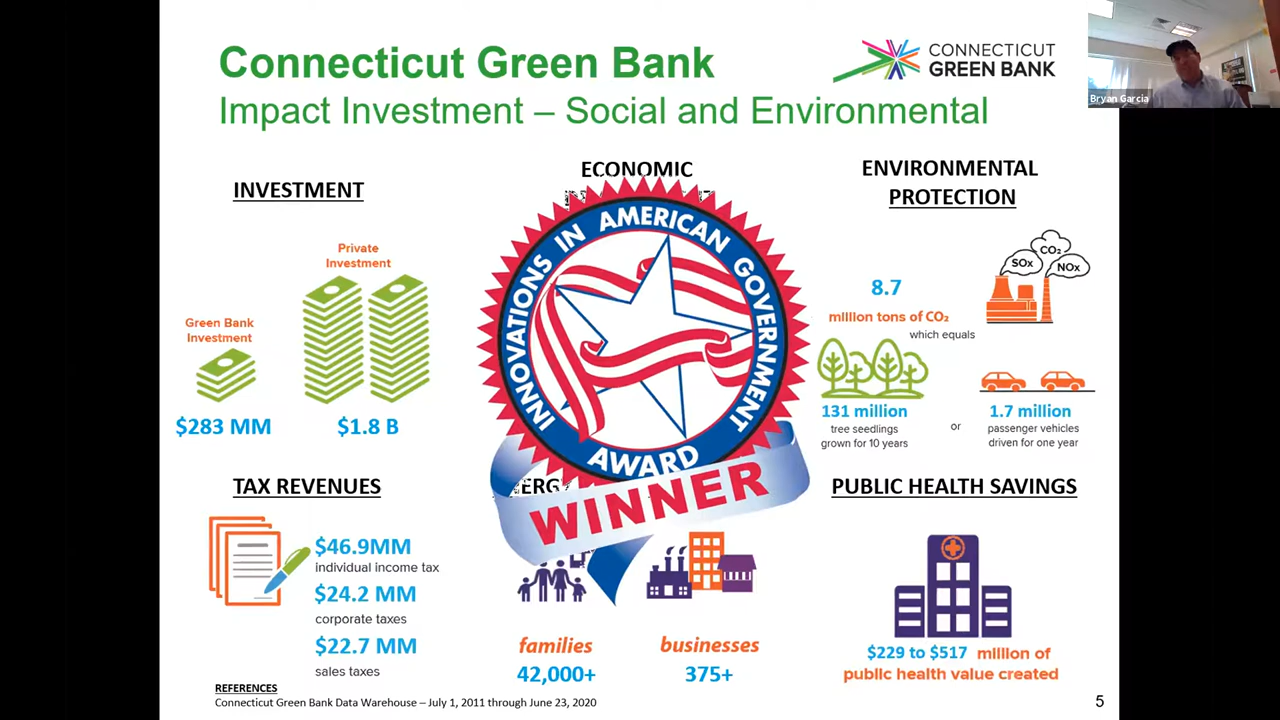 Connecticut Green Bank
Impact Investment – Social and Environmental
CONNECTICUT
GREEN BANK
Bryan Garcia
INVESTMENT
Private
Investment
Green Bank
Investment
$283 MM
$1.8 B
ECONOMIC
INNOVATIONS IN AMERICAN GOVERNMENT
AWARD
WINNER
ENVIRONMENTAL
PROTECTION
SOx
CO₂
NOx
8.7
million tons of CO₂
which equals
131 million
tree seedlings
grown for 10 years
or
1.7 million
passenger vehicles
driven for one year
TAX REVENUES
$46.9MM
individual income tax
$24.2 MM
corporate taxes
$22.7 MM
sales taxes
families
42,000+
businesses
375+
PUBLIC HEALTH SAVINGS
$229 to $517 million of
public health value created
REFERENCES
Connecticut Green Bank Data Warehouse – July 1, 2011 through June 23, 2020
5